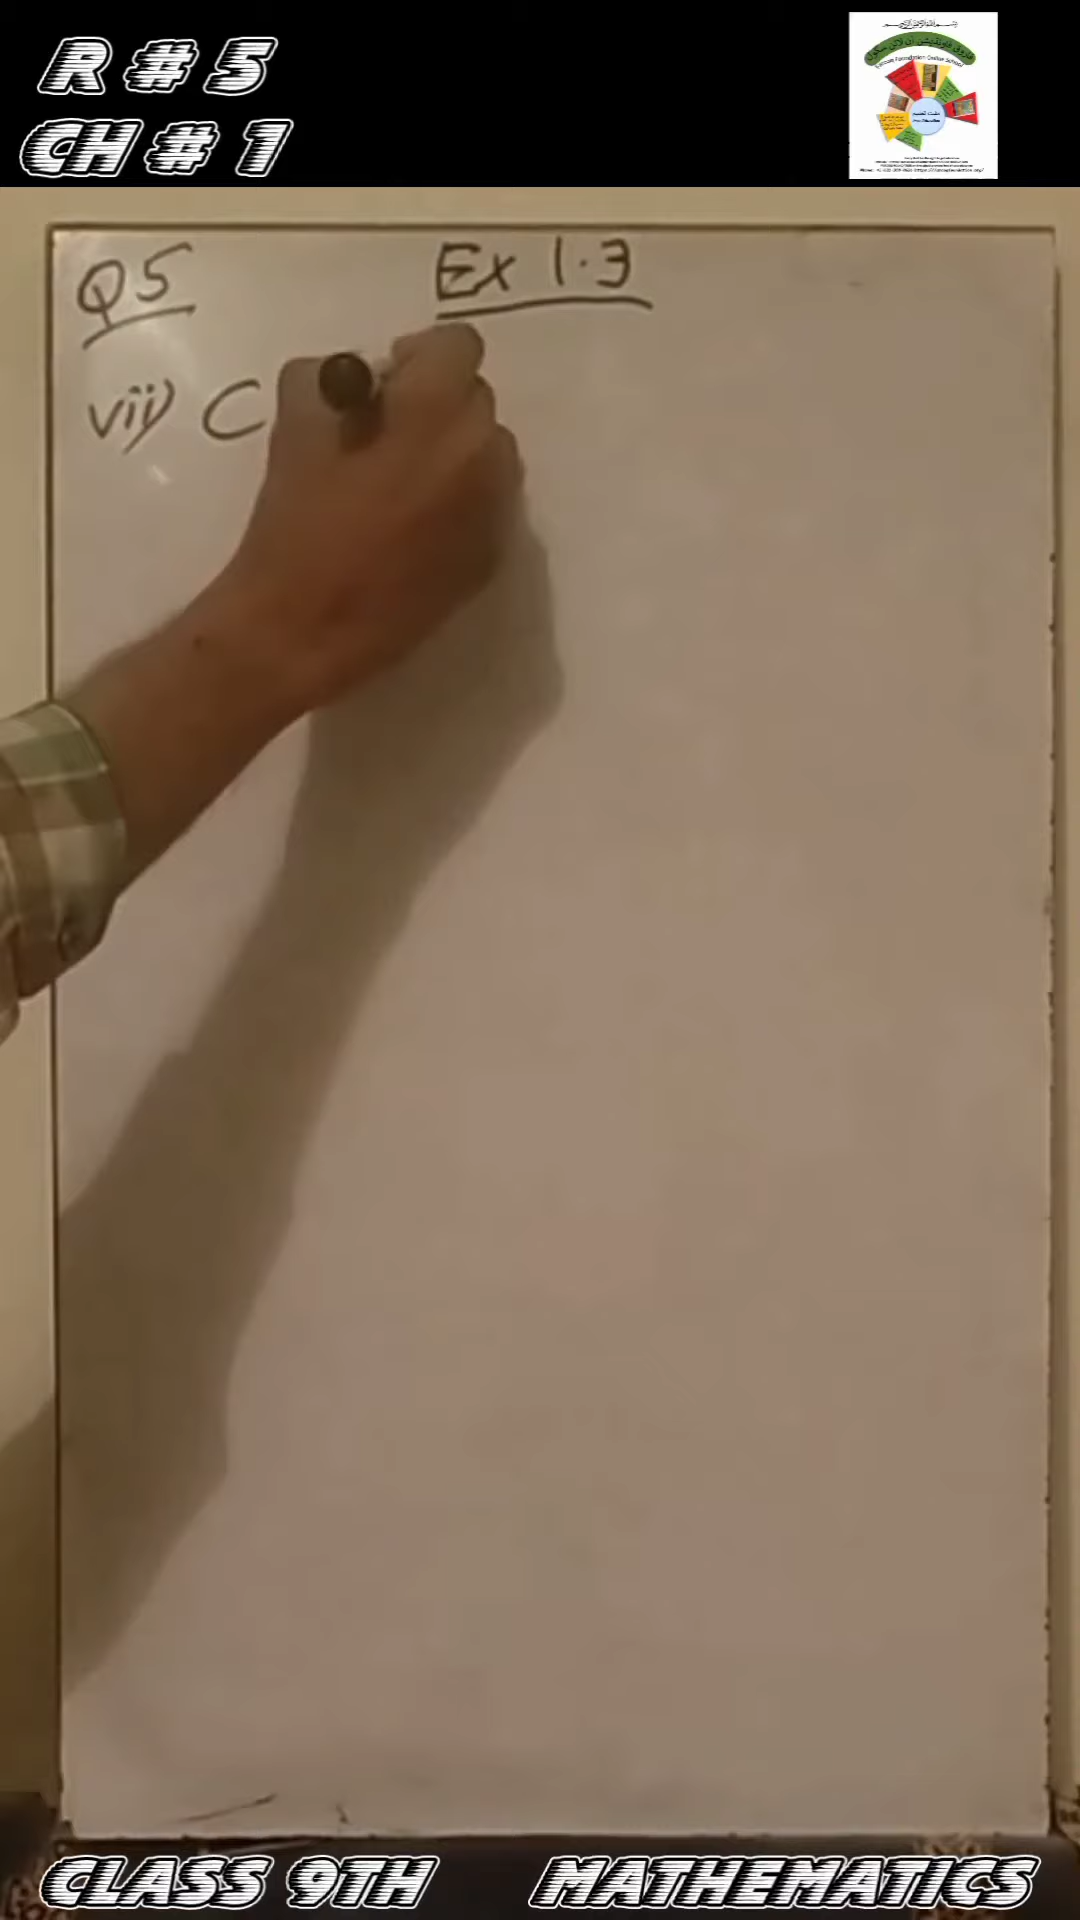 R # 5
CH # 1
Q5
Ex 1.3
vii) C
CLASS 9TH MATHEMATICS